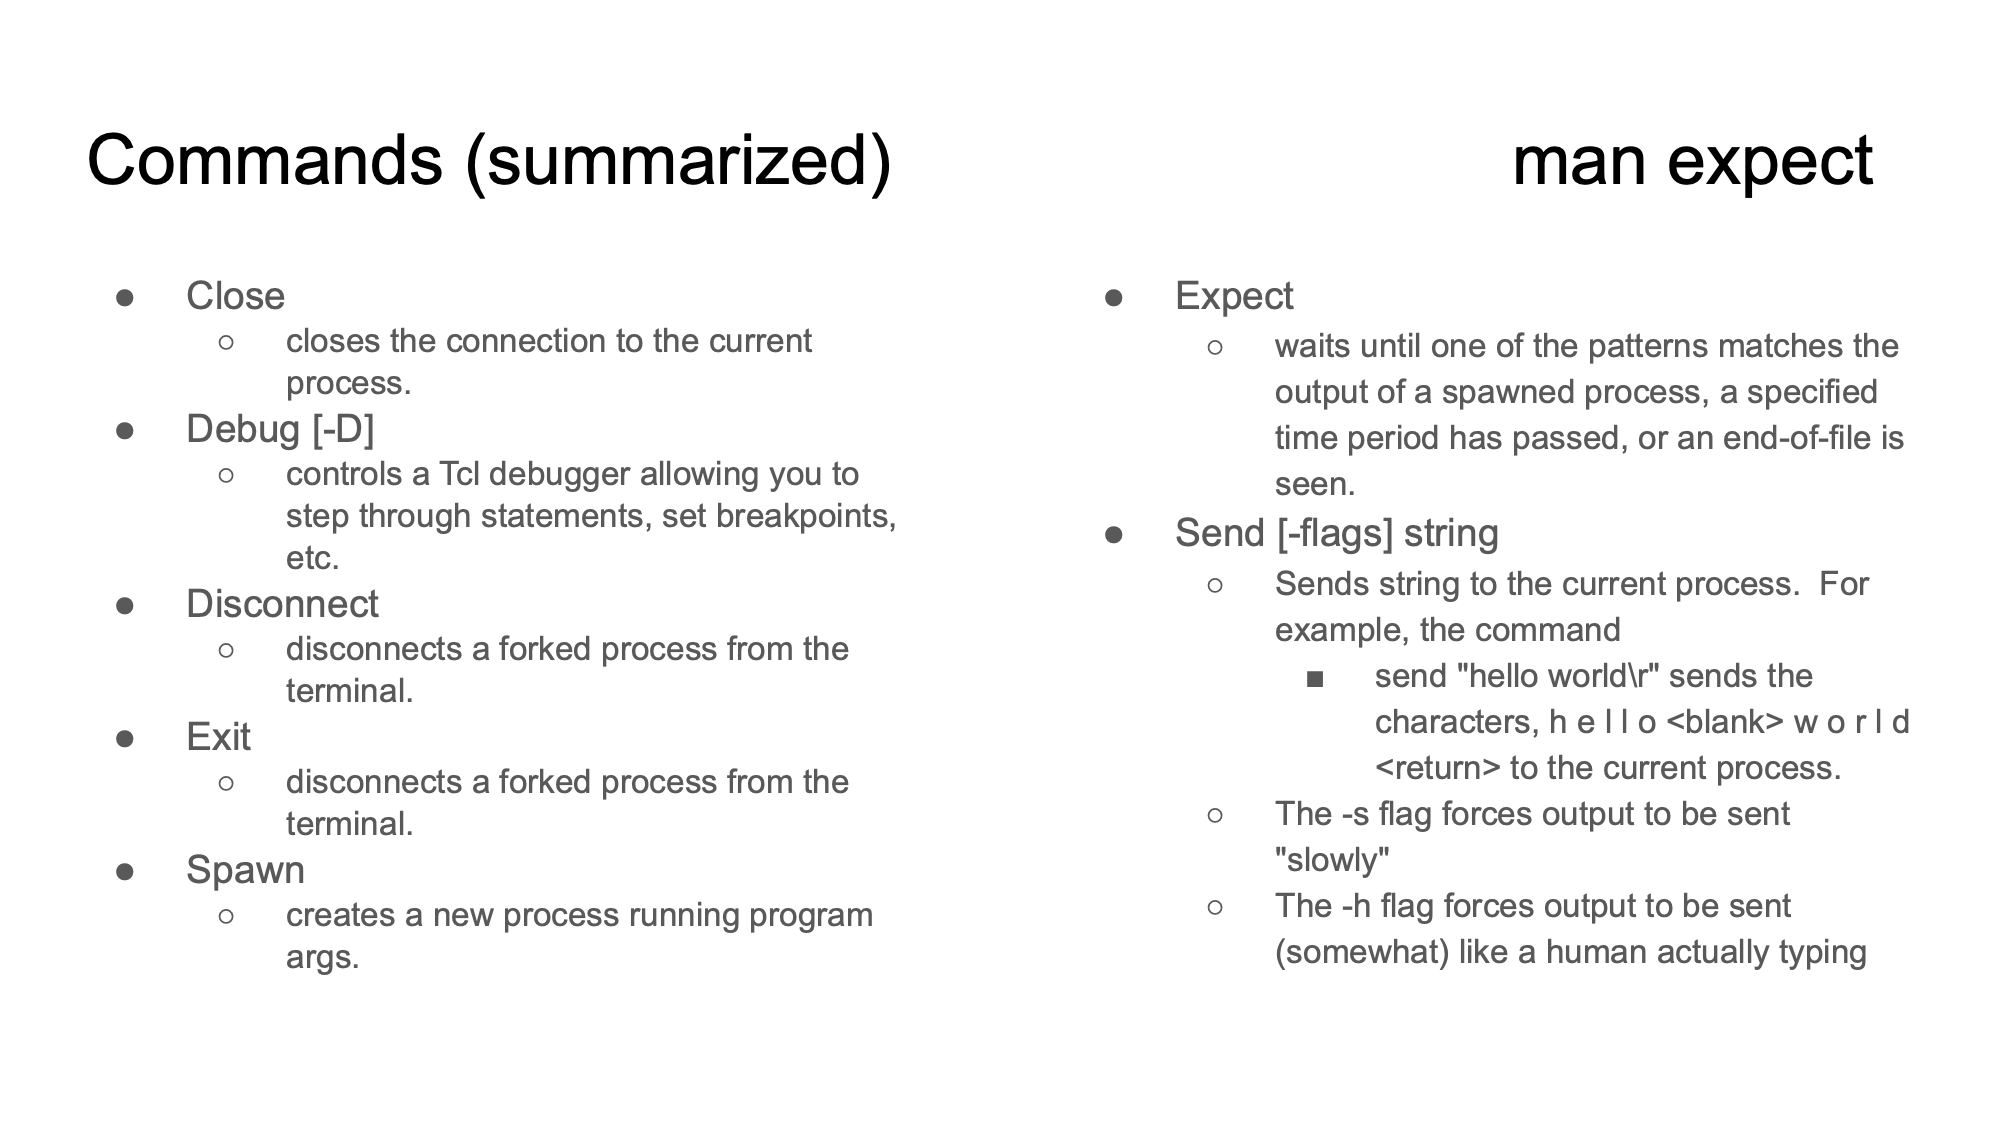 Commands (summarized)
man expect
● Close
○ closes the connection to the current
process.
● Debug [-D]
○ controls a Tcl debugger allowing you to
step through statements, set breakpoints,
etc.
● Disconnect
○ disconnects a forked process from the
terminal.
● Exit
○ disconnects a forked process from the
terminal.
● Spawn
○ creates a new process running program
args.
● Expect
○ waits until one of the patterns matches the
output of a spawned process, a specified
time period has passed, or an end-of-file is
seen.
● Send [-flags] string
○ Sends string to the current process.  For
example, the command
■ send "hello world\r" sends the
characters, h e l l o <blank> w o r l d
<return> to the current process.
○ The -s flag forces output to be sent
"slowly"
○ The -h flag forces output to be sent
(somewhat) like a human actually typing